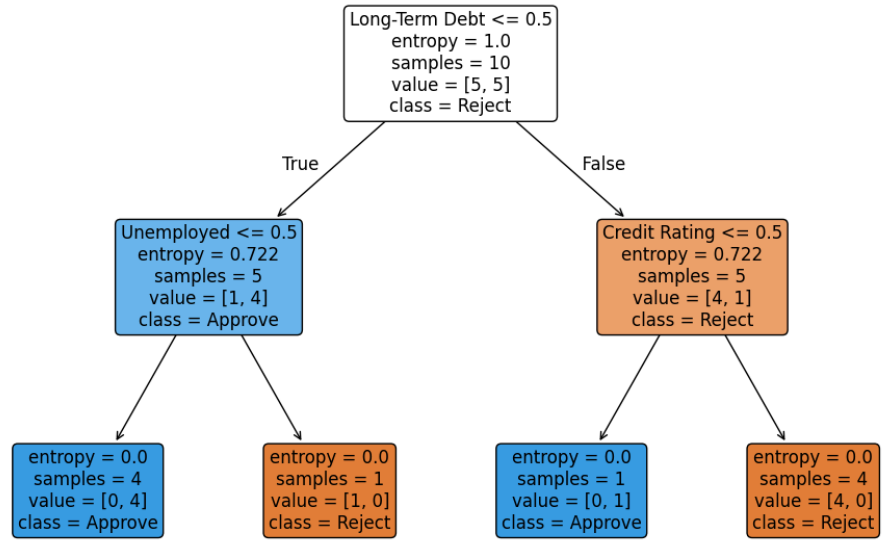 Long-Term Debt <= 0.5
entropy = 1.0
samples = 10
value = [5, 5]
class = Reject
True
False
Unemployed <= 0.5
entropy = 0.722
samples = 5
value = [1, 4]
class = Approve
Credit Rating <= 0.5
entropy = 0.722
samples = 5
value = [4, 1]
class = Reject
entropy = 0.0
samples = 4
value = [0, 4]
class = Approve
entropy = 0.0
samples = 1
value = [1, 0]
class = Reject
entropy = 0.0
samples = 1
value = [0, 1]
class = Approve
entropy = 0.0
samples = 4
value = [4, 0]
class = Reject